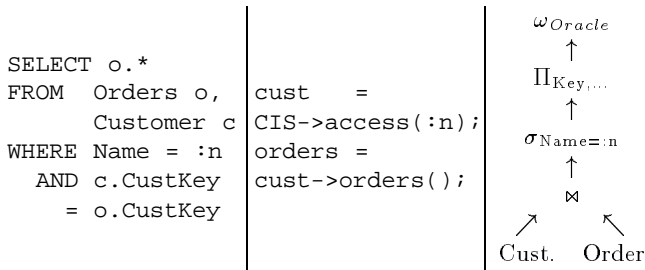 SELECT o.*
FROM Orders o,
Customer c
WHERE Name = :n
AND c.CustKey
= o.CustKey
cust =
CIS->access(:n);
orders =
cust->orders();
ω_Oracle
↑
Π_Key,...
↑
σ_Name=:n
↑
⋈
↗ ↖
Cust. Order